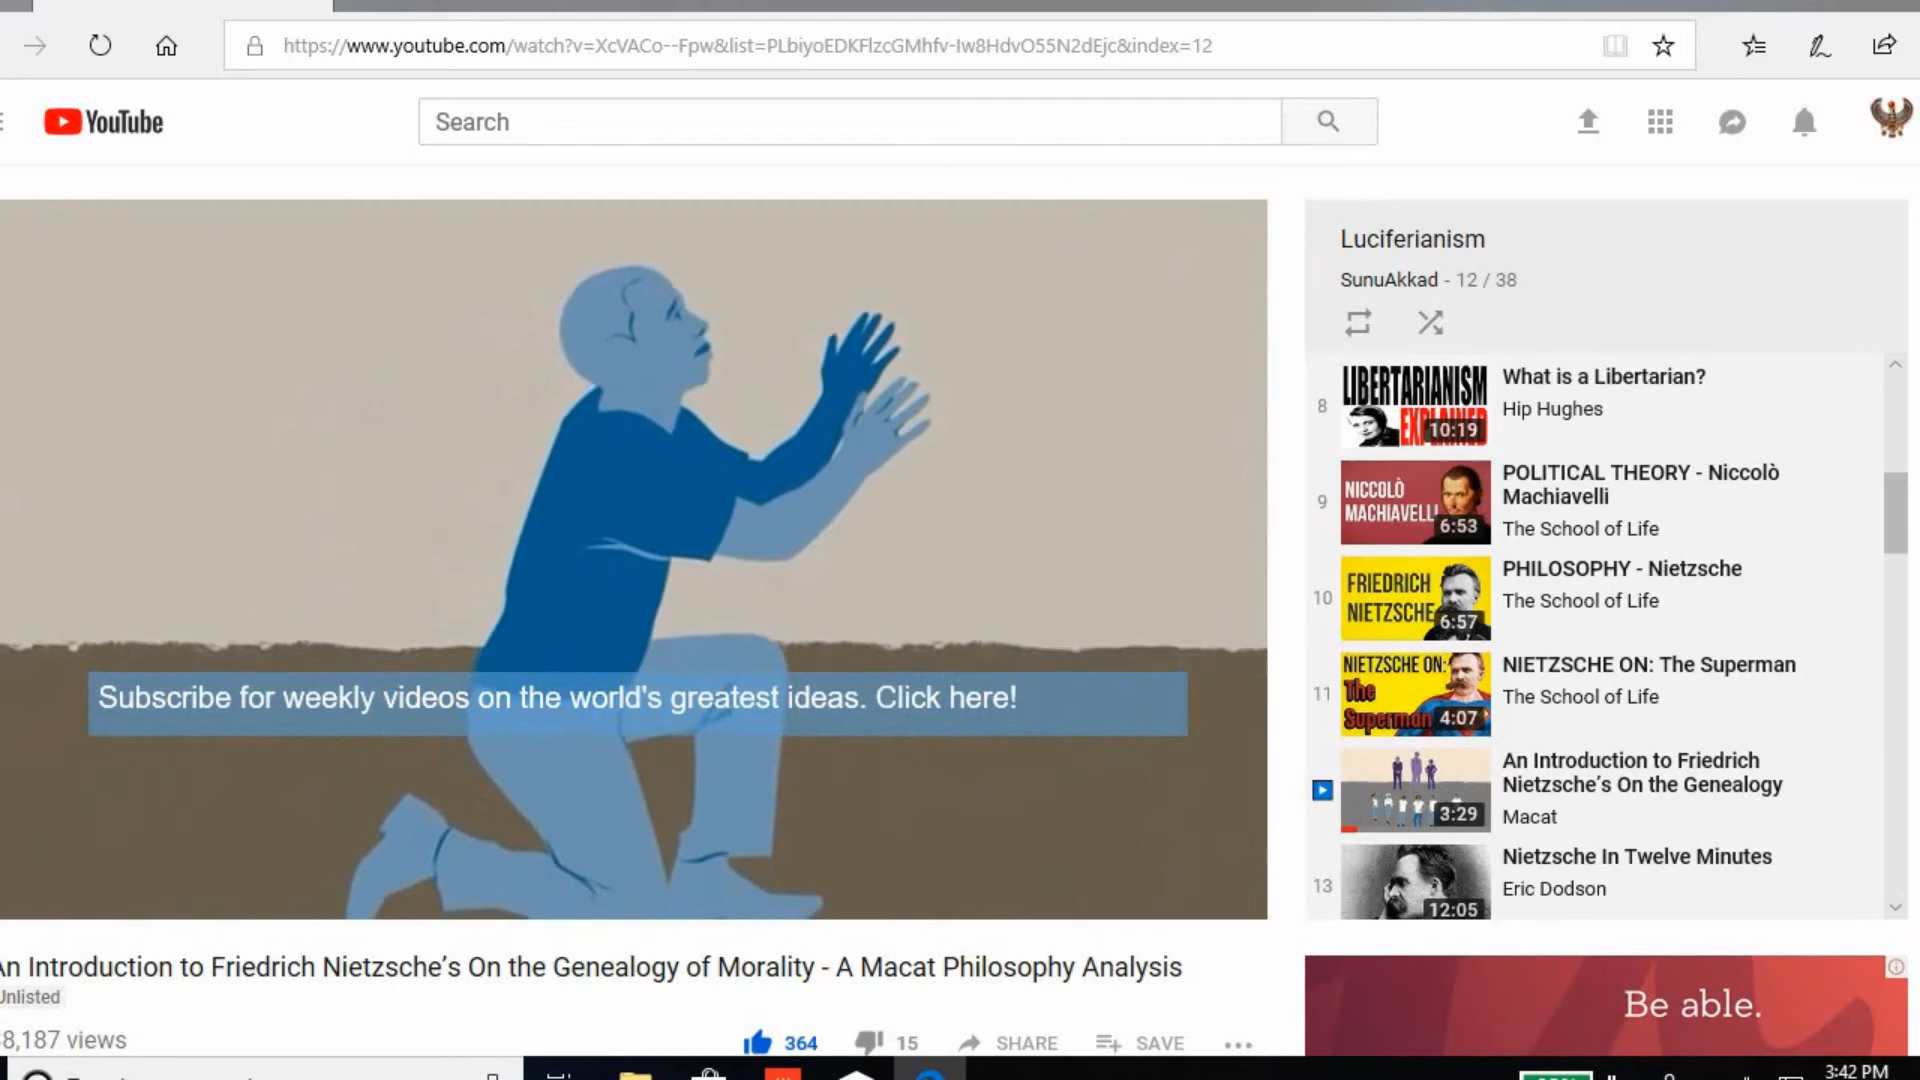 https://www.youtube.com/watch?v=XcVACo--Fpw&list=PLbiyoEDKFlzcGMhfv-Iw8HdvO55N2dEjc&index=12
YouTube
Search
Subscribe for weekly videos on the world's greatest ideas. Click here!
An Introduction to Friedrich Nietzsche’s On the Genealogy of Morality - A Macat Philosophy Analysis
Unlisted
8,187 views
364
15
SHARE
SAVE
Luciferianism
SunuAkkad - 12 / 38
8
LIBERTARIANISM
EXPLAINED
10:19
What is a Libertarian?
Hip Hughes
9
NICCOLÒ
MACHIAVELLI
6:53
POLITICAL THEORY - Niccolò
Machiavelli
The School of Life
10
FRIEDRICH
NIETZSCHE
6:57
PHILOSOPHY - Nietzsche
The School of Life
11
NIETZSCHE ON:
The
Superman
4:07
NIETZSCHE ON: The Superman
The School of Life
3:29
An Introduction to Friedrich
Nietzsche’s On the Genealogy
Macat
13
12:05
Nietzsche In Twelve Minutes
Eric Dodson
Be able.
3:42 PM